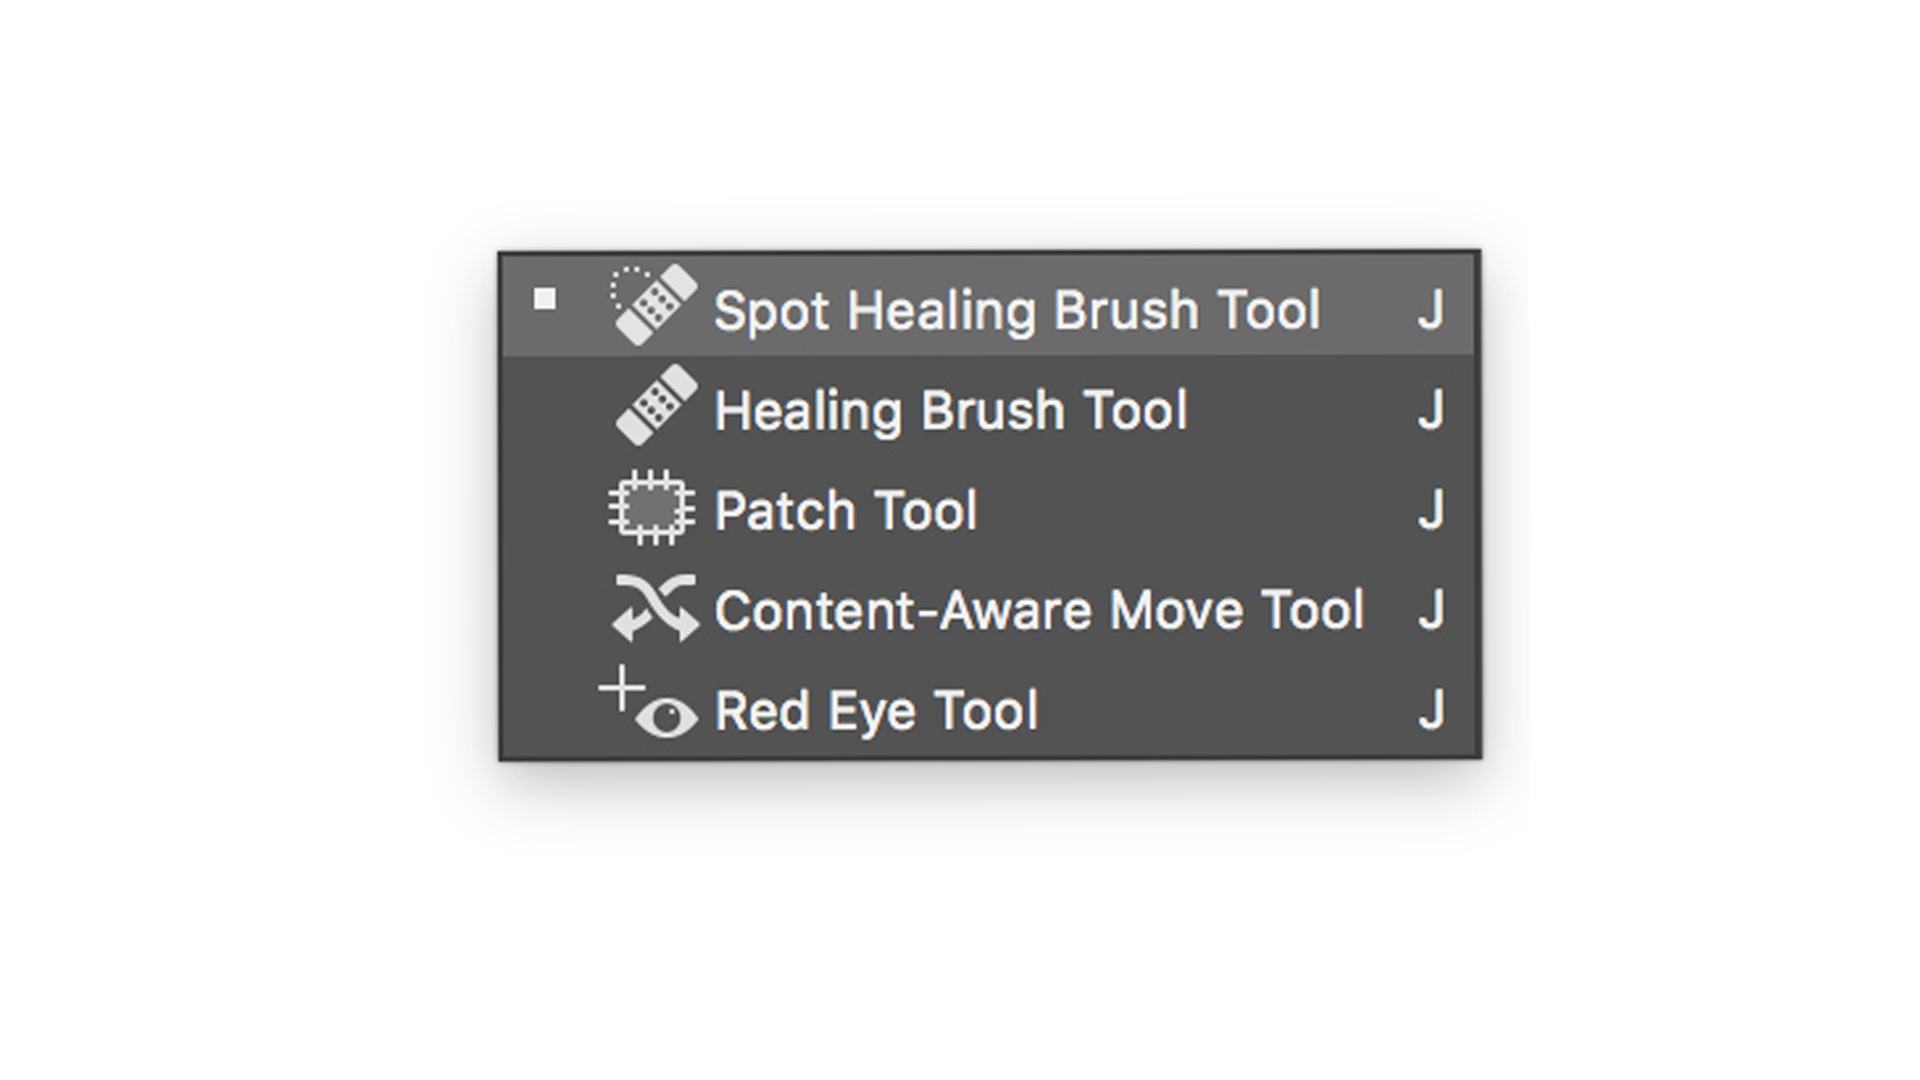 Spot Healing Brush Tool J
Healing Brush Tool J
Patch Tool J
Content-Aware Move Tool J
Red Eye Tool J